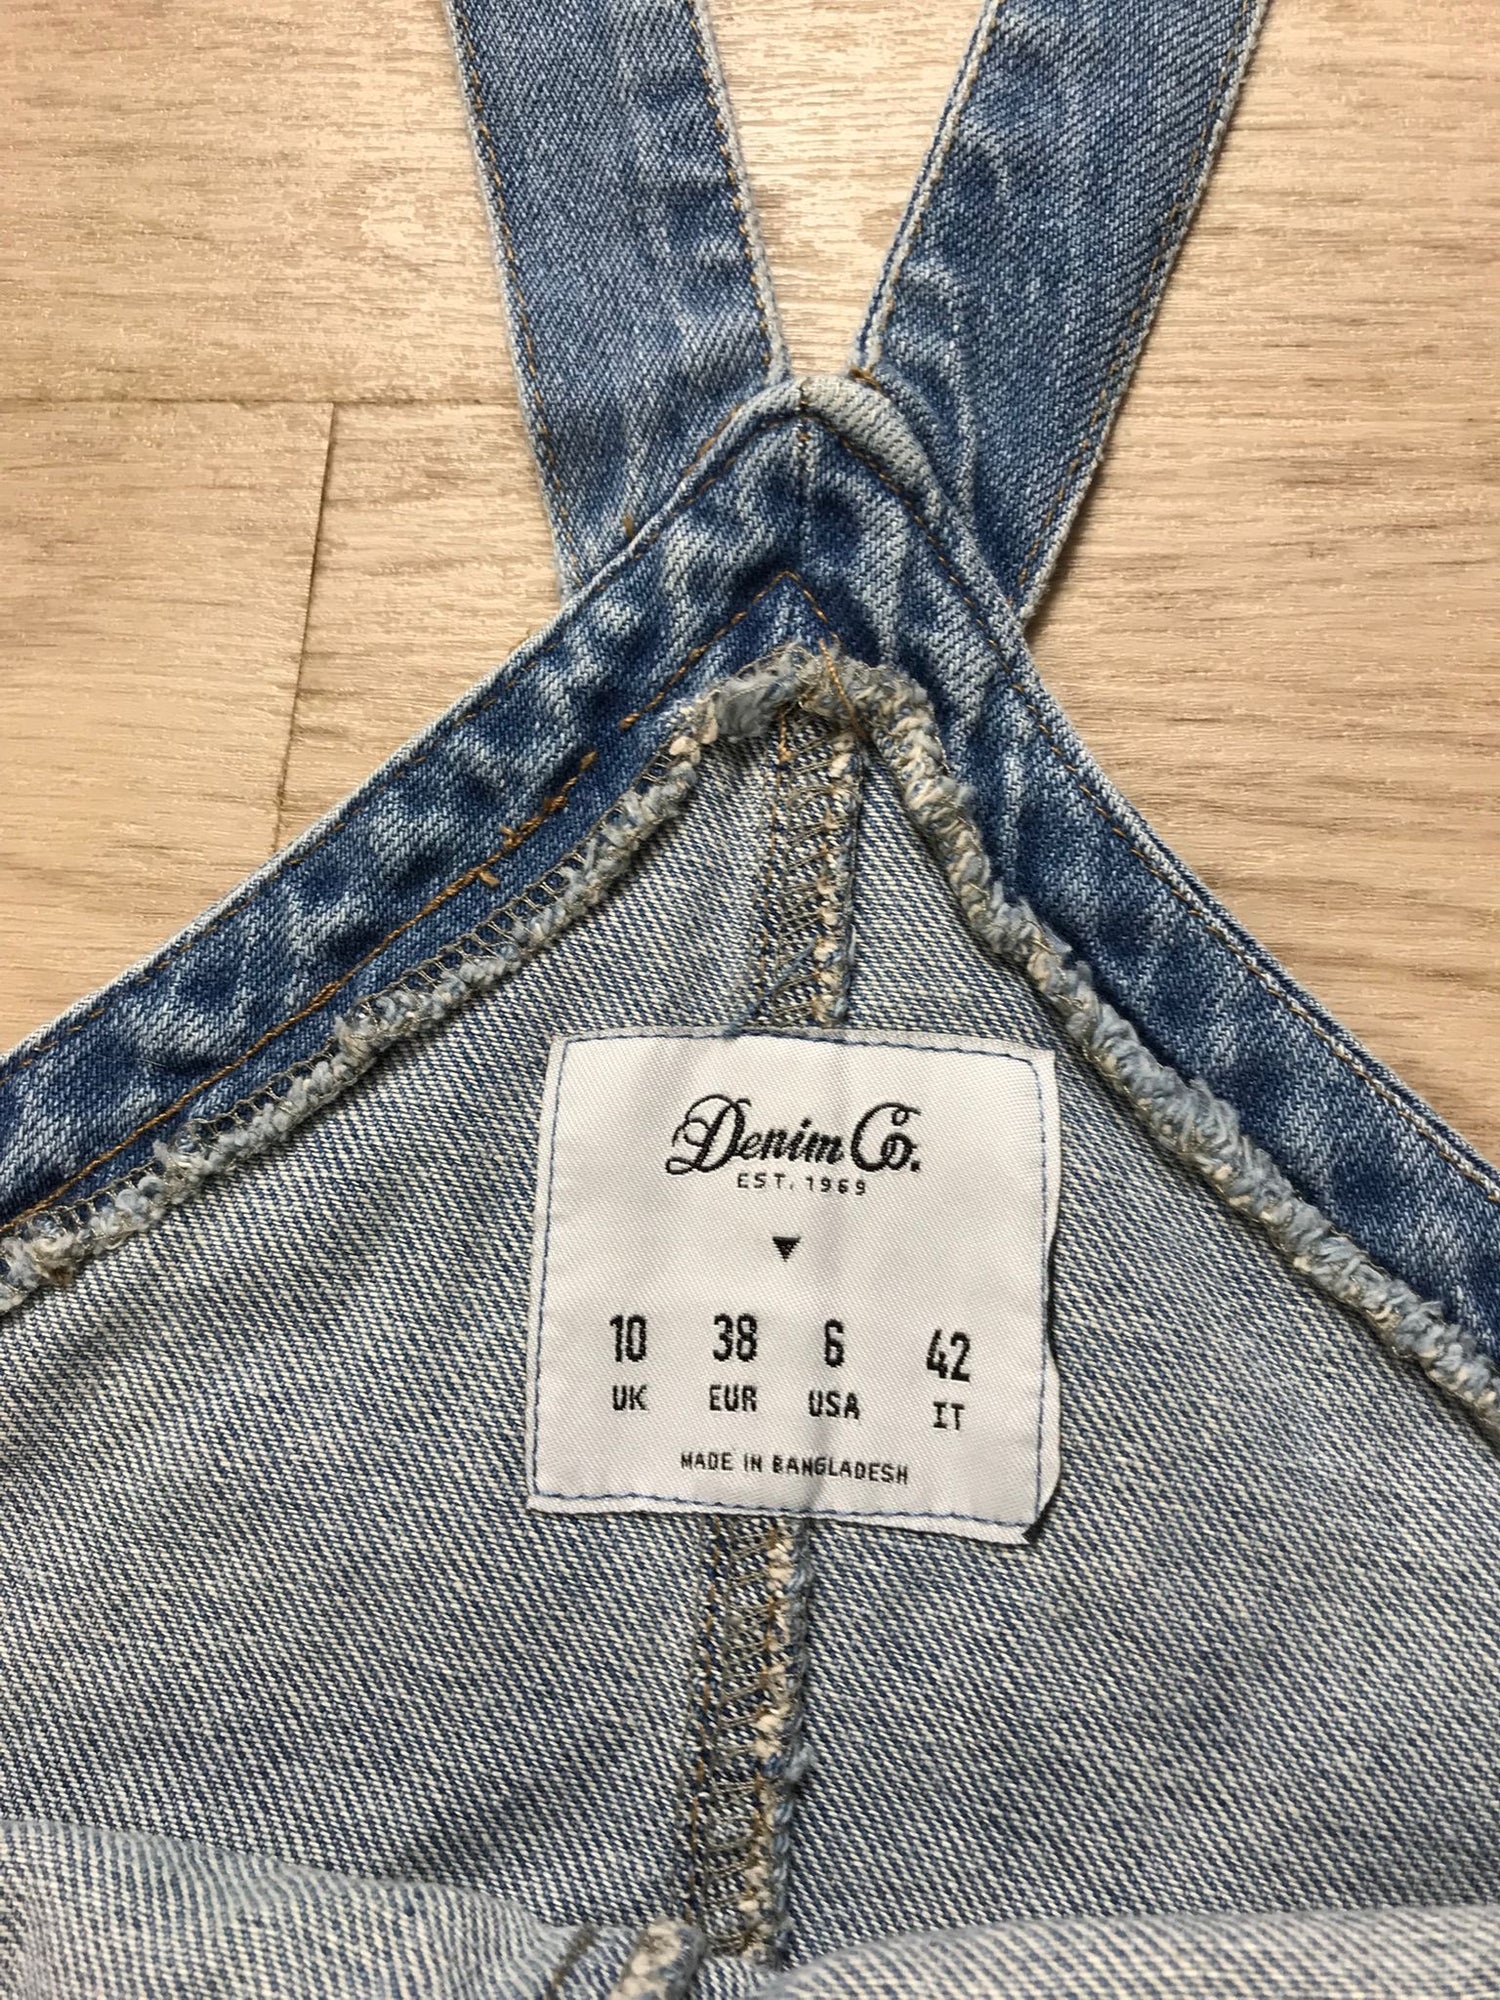 Denim Co.
EST. 1969
10 38 6 42
UK EUR USA IT
MADE IN BANGLADESH